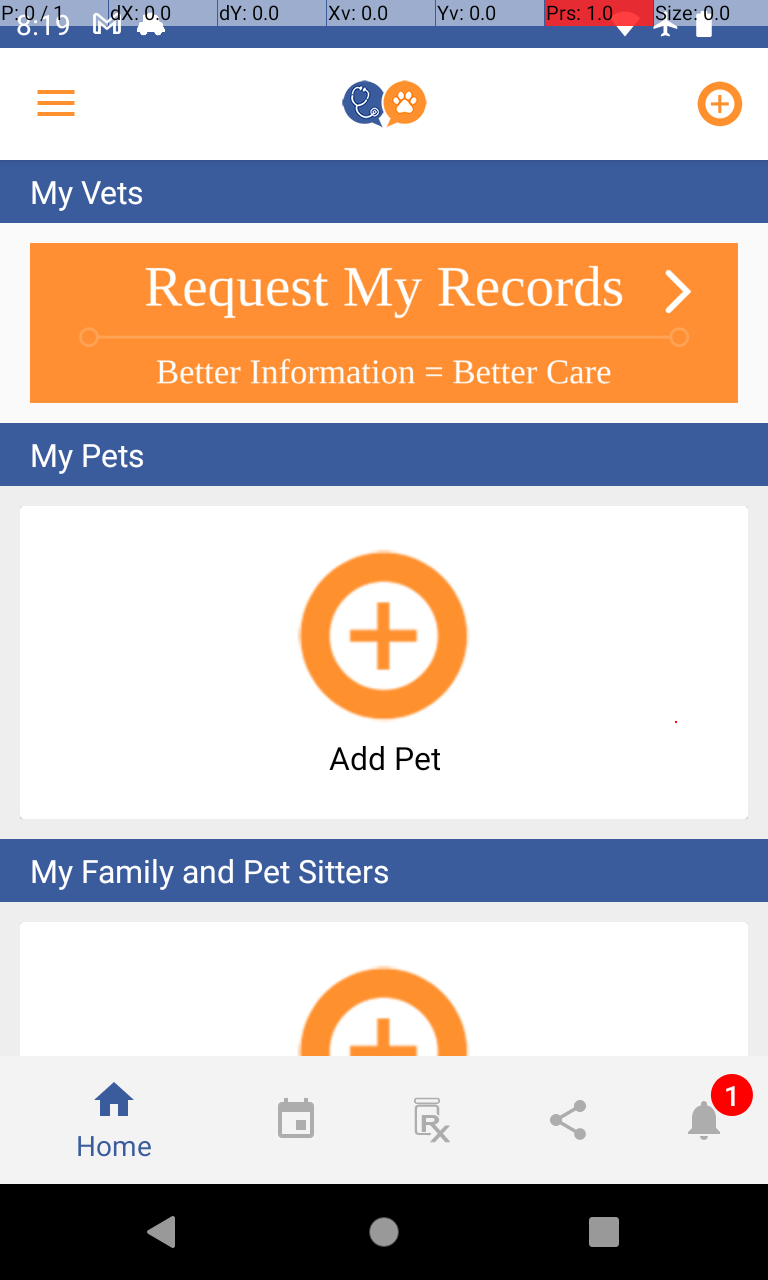 P: 0 / 1
dX: 0.0
dY: 0.0
Xv: 0.0
Yv: 0.0
Prs: 1.0
Size: 0.0
8:19
My Vets
Request My Records
Better Information = Better Care
My Pets
Add Pet
My Family and Pet Sitters
Home
Rx
1